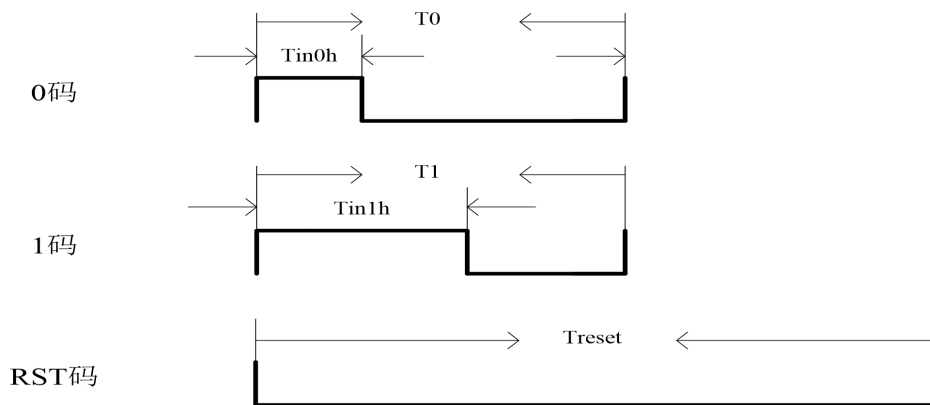 T0
Tin0h
0码
T1
Tin1h
1码
Treset
RST码